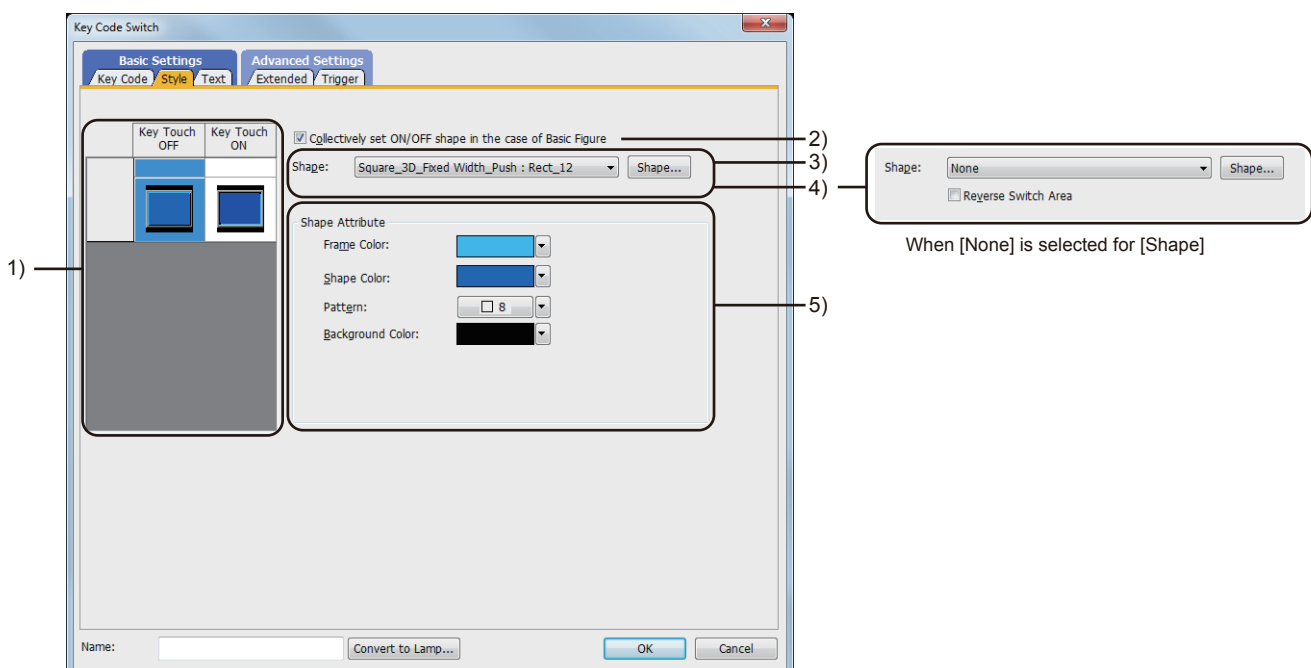 Key Code Switch
x
Basic Settings
Advanced Settings
Key Code
Style
Text
Extended
Trigger
Key Touch OFF
Key Touch ON
Collectively set ON/OFF shape in the case of Basic Figure
2)
Shape:
Square_3D_Fixed Width_Push : Rect_12
Shape...
3)
4)
Shape Attribute
Frame Color:
Shape Color:
Pattern:
8
Background Color:
1)
5)
Name:
Convert to Lamp...
OK
Cancel
Shape:
None
Shape...
Reverse Switch Area
When [None] is selected for [Shape]